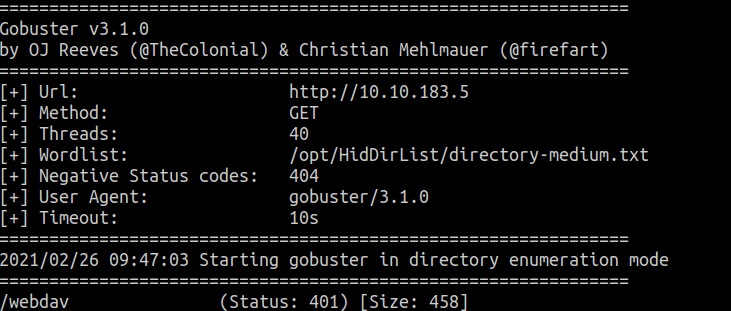 ===============================================================
Gobuster v3.1.0
by OJ Reeves (@TheColonial) & Christian Mehlmauer (@firefart)
===============================================================
[+] Url:                     http://10.10.183.5
[+] Method:                  GET
[+] Threads:                 40
[+] Wordlist:                /opt/HidDirList/directory-medium.txt
[+] Negative Status codes:   404
[+] User Agent:              gobuster/3.1.0
[+] Timeout:                 10s
===============================================================
2021/02/26 09:47:03 Starting gobuster in directory enumeration mode
===============================================================
/webdav               (Status: 401) [Size: 458]